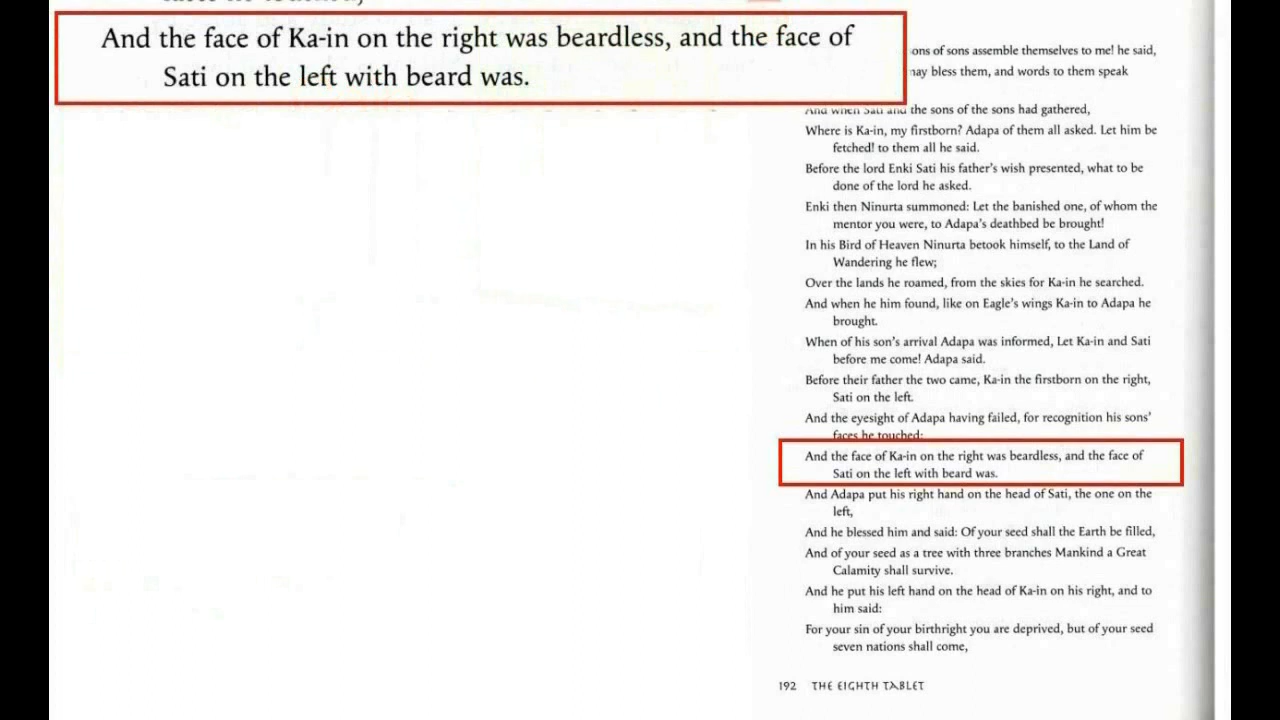 And the face of Ka-in on the right was beardless, and the face of
Sati on the left with beard was.
ons of sons assemble themselves to me! he said,
may bless them, and words to them speak
And when Sati and the sons of the sons had gathered,
Where is Ka-in, my firstborn? Adapa of them all asked. Let him be
fetched! to them all he said.
Before the lord Enki Sati his father's wish presented, what to be
done of the lord he asked.
Enki then Ninurta summoned: Let the banished one, of whom the
mentor you were, to Adapa's deathbed be brought!
In his Bird of Heaven Ninurta betook himself, to the Land of
Wandering he flew;
Over the lands he roamed, from the skies for Ka-in he searched.
And when he him found, like on Eagle's wings Ka-in to Adapa he
brought.
When of his son's arrival Adapa was informed, Let Ka-in and Sati
before me come! Adapa said.
Before their father the two came, Ka-in the firstborn on the right,
Sati on the left.
And the eyesight of Adapa having failed, for recognition his sons'
faces he touched;
And the face of Ka-in on the right was beardless, and the face of
Sati on the left with beard was.
And Adapa put his right hand on the head of Sati, the one on the
left,
And he blessed him and said: Of your seed shall the Earth be filled,
And of your seed as a tree with three branches Mankind a Great
Calamity shall survive.
And he put his left hand on the head of Ka-in on his right, and to
him said:
For your sin of your birthright you are deprived, but of your seed
seven nations shall come,
192 THE EIGHTH TABLET